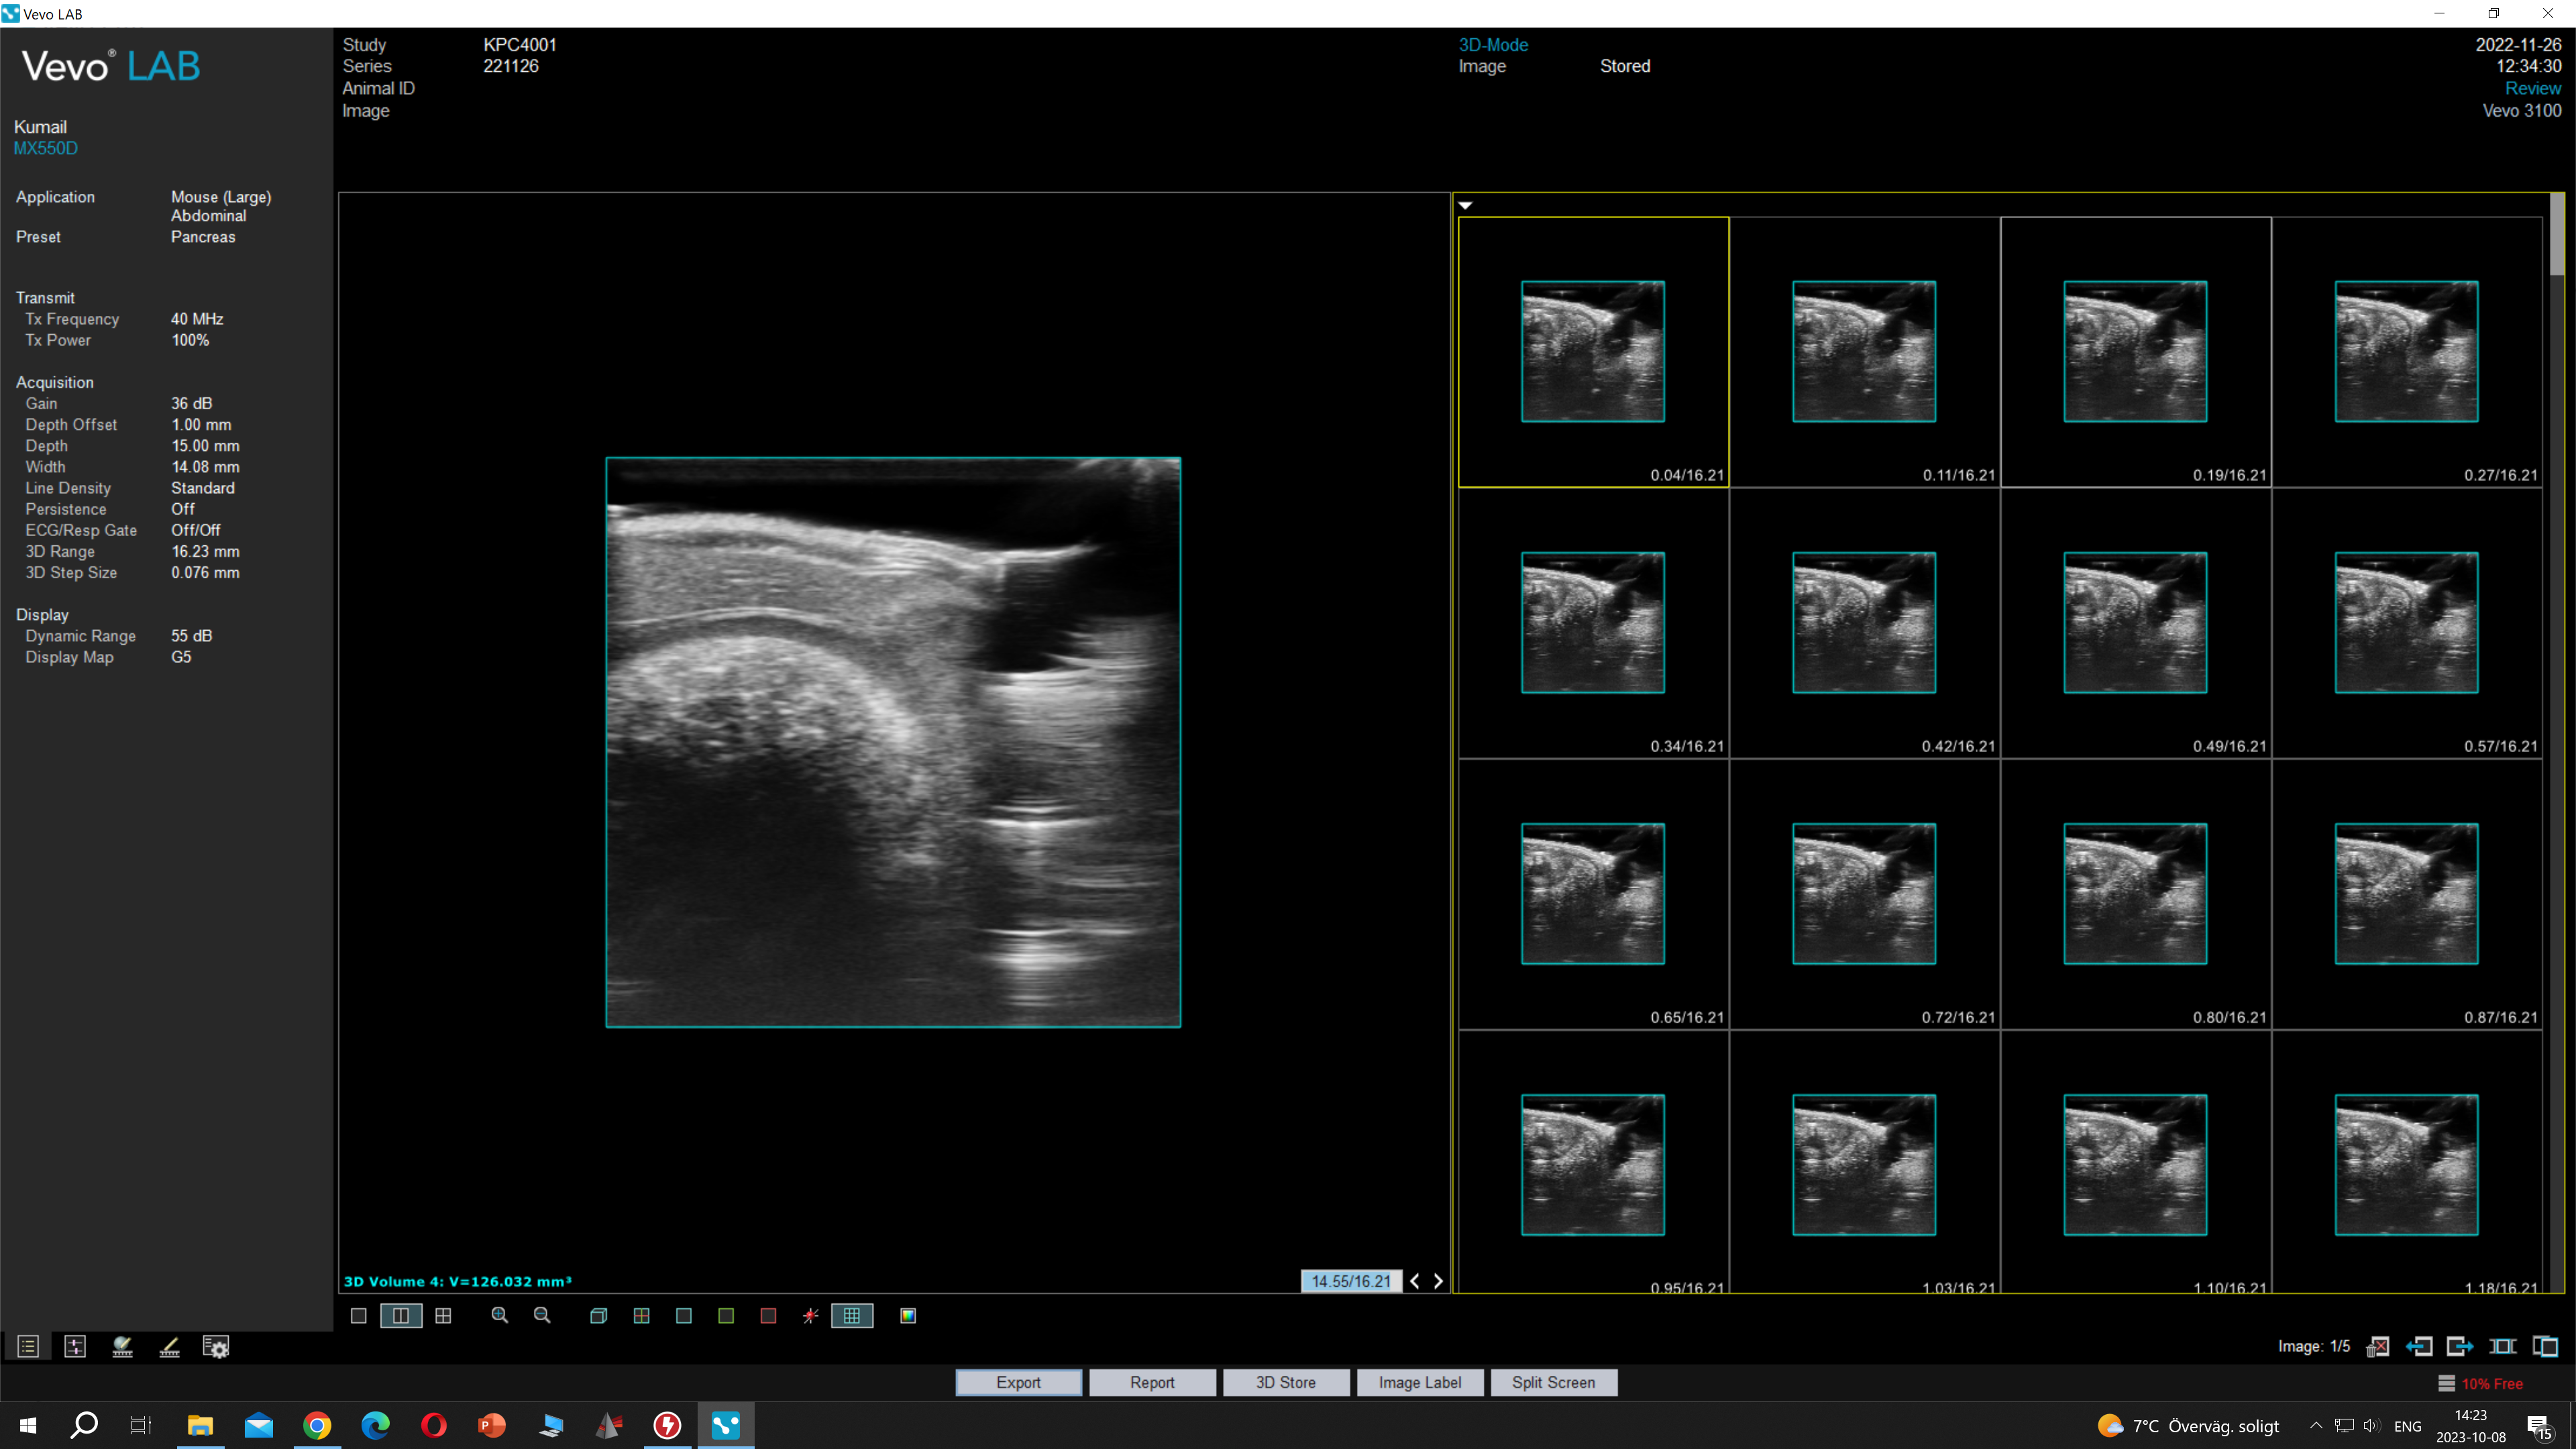 Vevo LAB
Vevo® LAB
Kumail
MX550D
Application Mouse (Large)
Abdominal
Preset Pancreas
Transmit
Tx Frequency 40 MHz
Tx Power 100%
Acquisition
Gain 36 dB
Depth Offset 1.00 mm
Depth 15.00 mm
Width 14.08 mm
Line Density Standard
Persistence Off
ECG/Resp Gate Off/Off
3D Range 16.23 mm
3D Step Size 0.076 mm
Display
Dynamic Range 55 dB
Display Map G5
Study KPC4001
Series 221126
Animal ID
Image
3D-Mode
Image Stored
2022-11-26
12:34:30
Review
Vevo 3100
0.04/16.21 0.11/16.21 0.19/16.21 0.27/16.21
0.34/16.21 0.42/16.21 0.49/16.21 0.57/16.21
0.65/16.21 0.72/16.21 0.80/16.21 0.87/16.21
0.95/16.21 1.03/16.21 1.10/16.21 1.18/16.21
3D Volume 4: V=126.032 mm³ 14.55/16.21
Image: 1/5
Export Report 3D Store Image Label Split Screen 10% Free
7°C Överväg. soligt ENG
14:23
2023-10-08
15